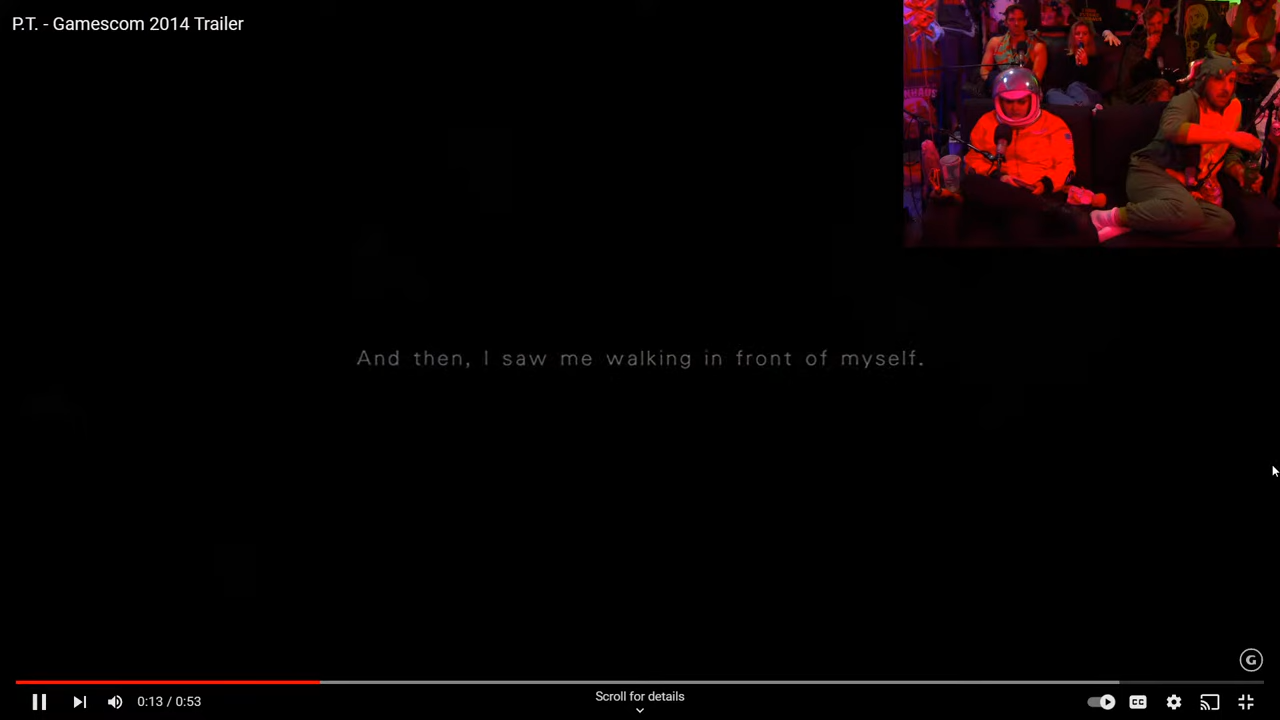 P.T. - Gamescom 2014 Trailer
And then, I saw me walking in front of myself.
G
0:13 / 0:53
Scroll for details
CC